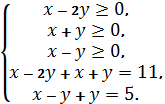 x − 2y ≥ 0,
x + y ≥ 0,
x − y ≥ 0,
x − 2y + x + y = 11,
x − y + y = 5.